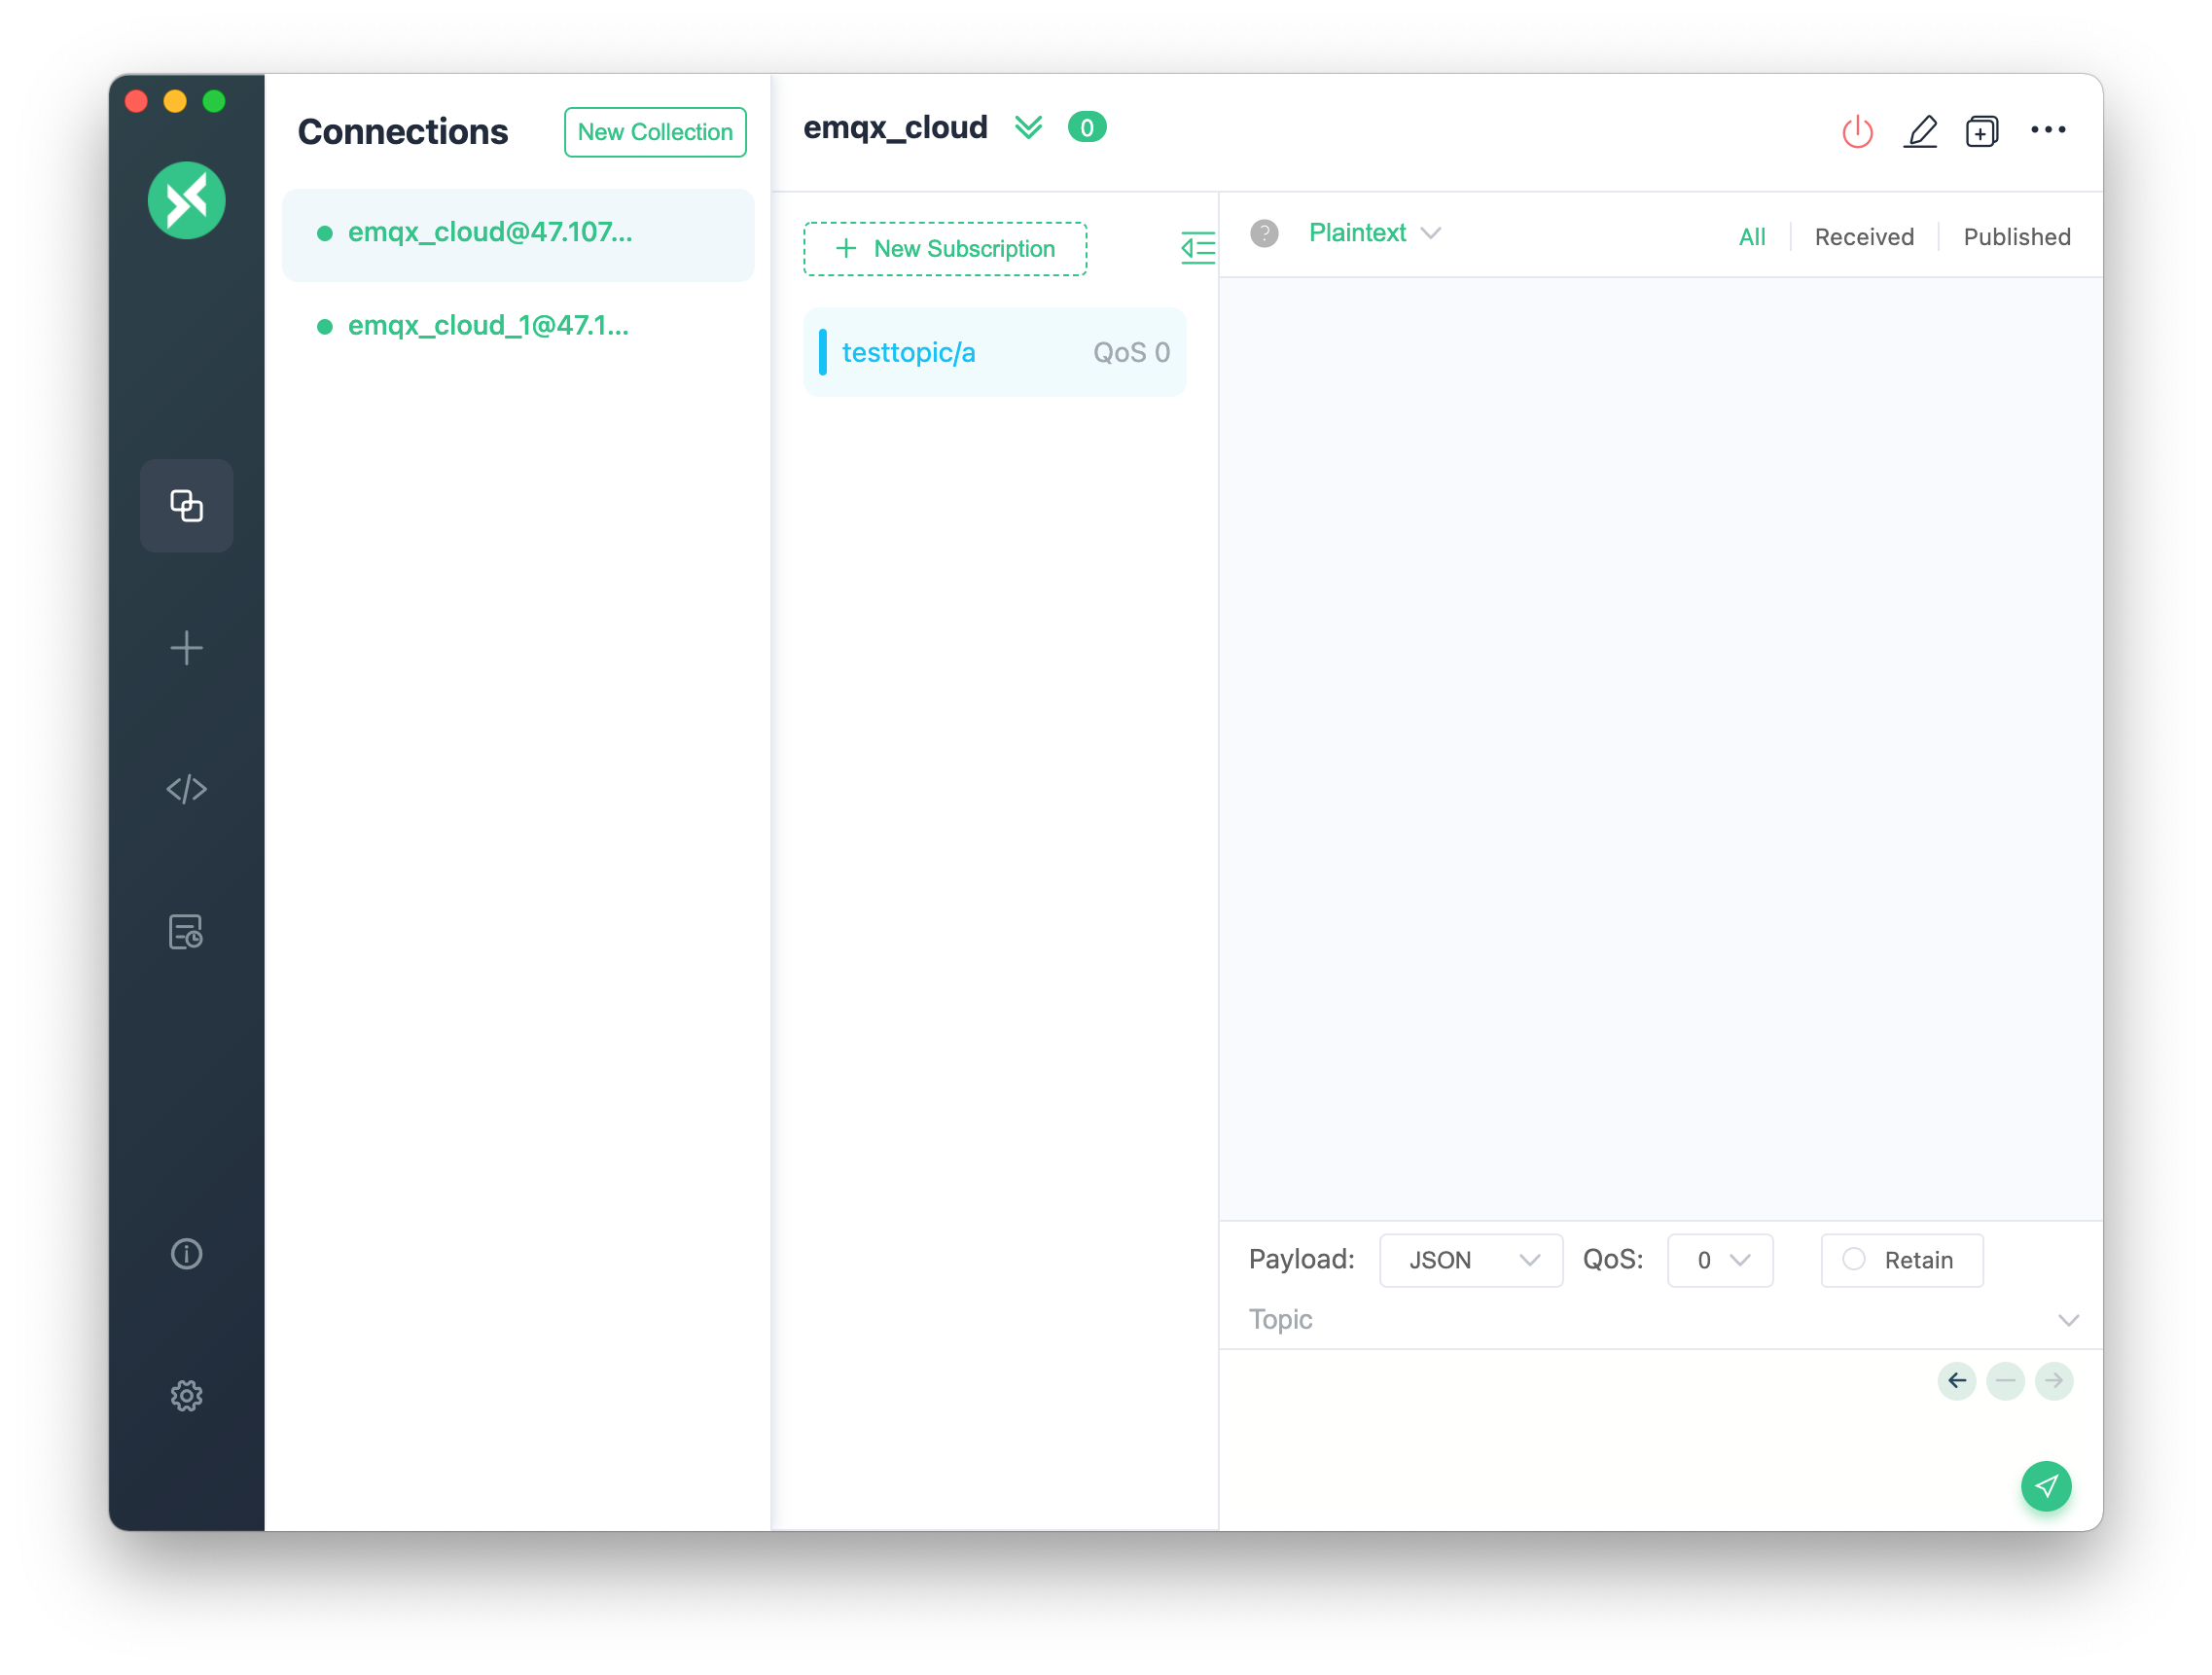 Connections
New Collection
emqx_cloud@47.107...
emqx_cloud_1@47.1...
emqx_cloud 0
New Subscription
testtopic/a QoS 0
? Plaintext
All Received Published
Payload: JSON QoS: 0 Retain
Topic